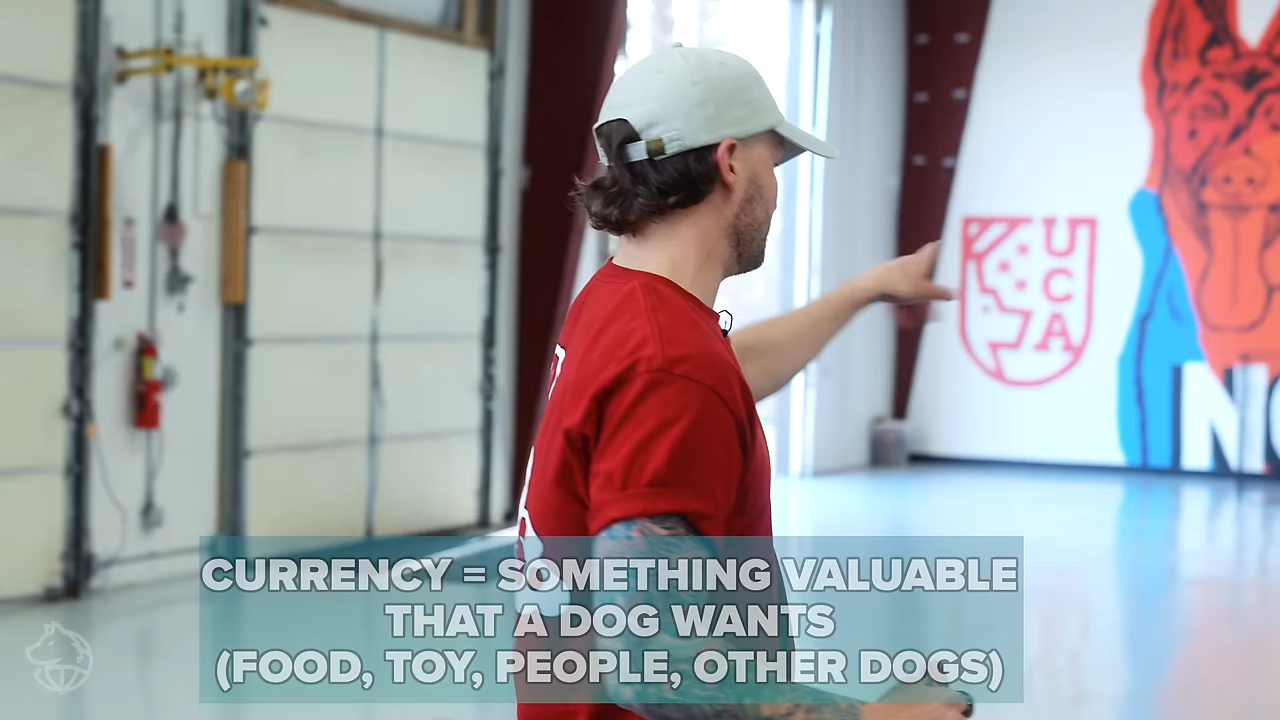 UCA
CURRENCY = SOMETHING VALUABLE
THAT A DOG WANTS
(FOOD, TOY, PEOPLE, OTHER DOGS)